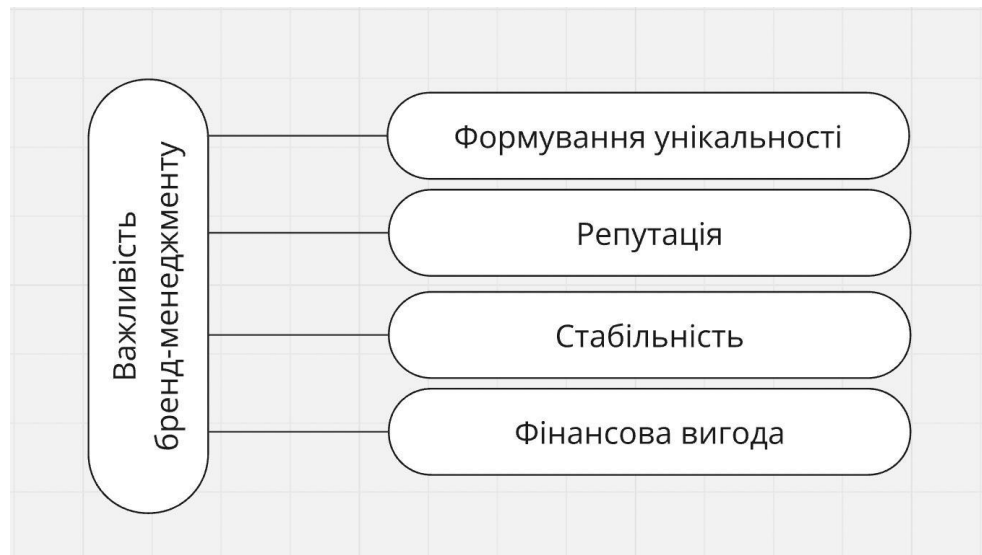 Важливість
бренд-менеджменту
Формування унікальності
Репутація
Стабільність
Фінансова вигода